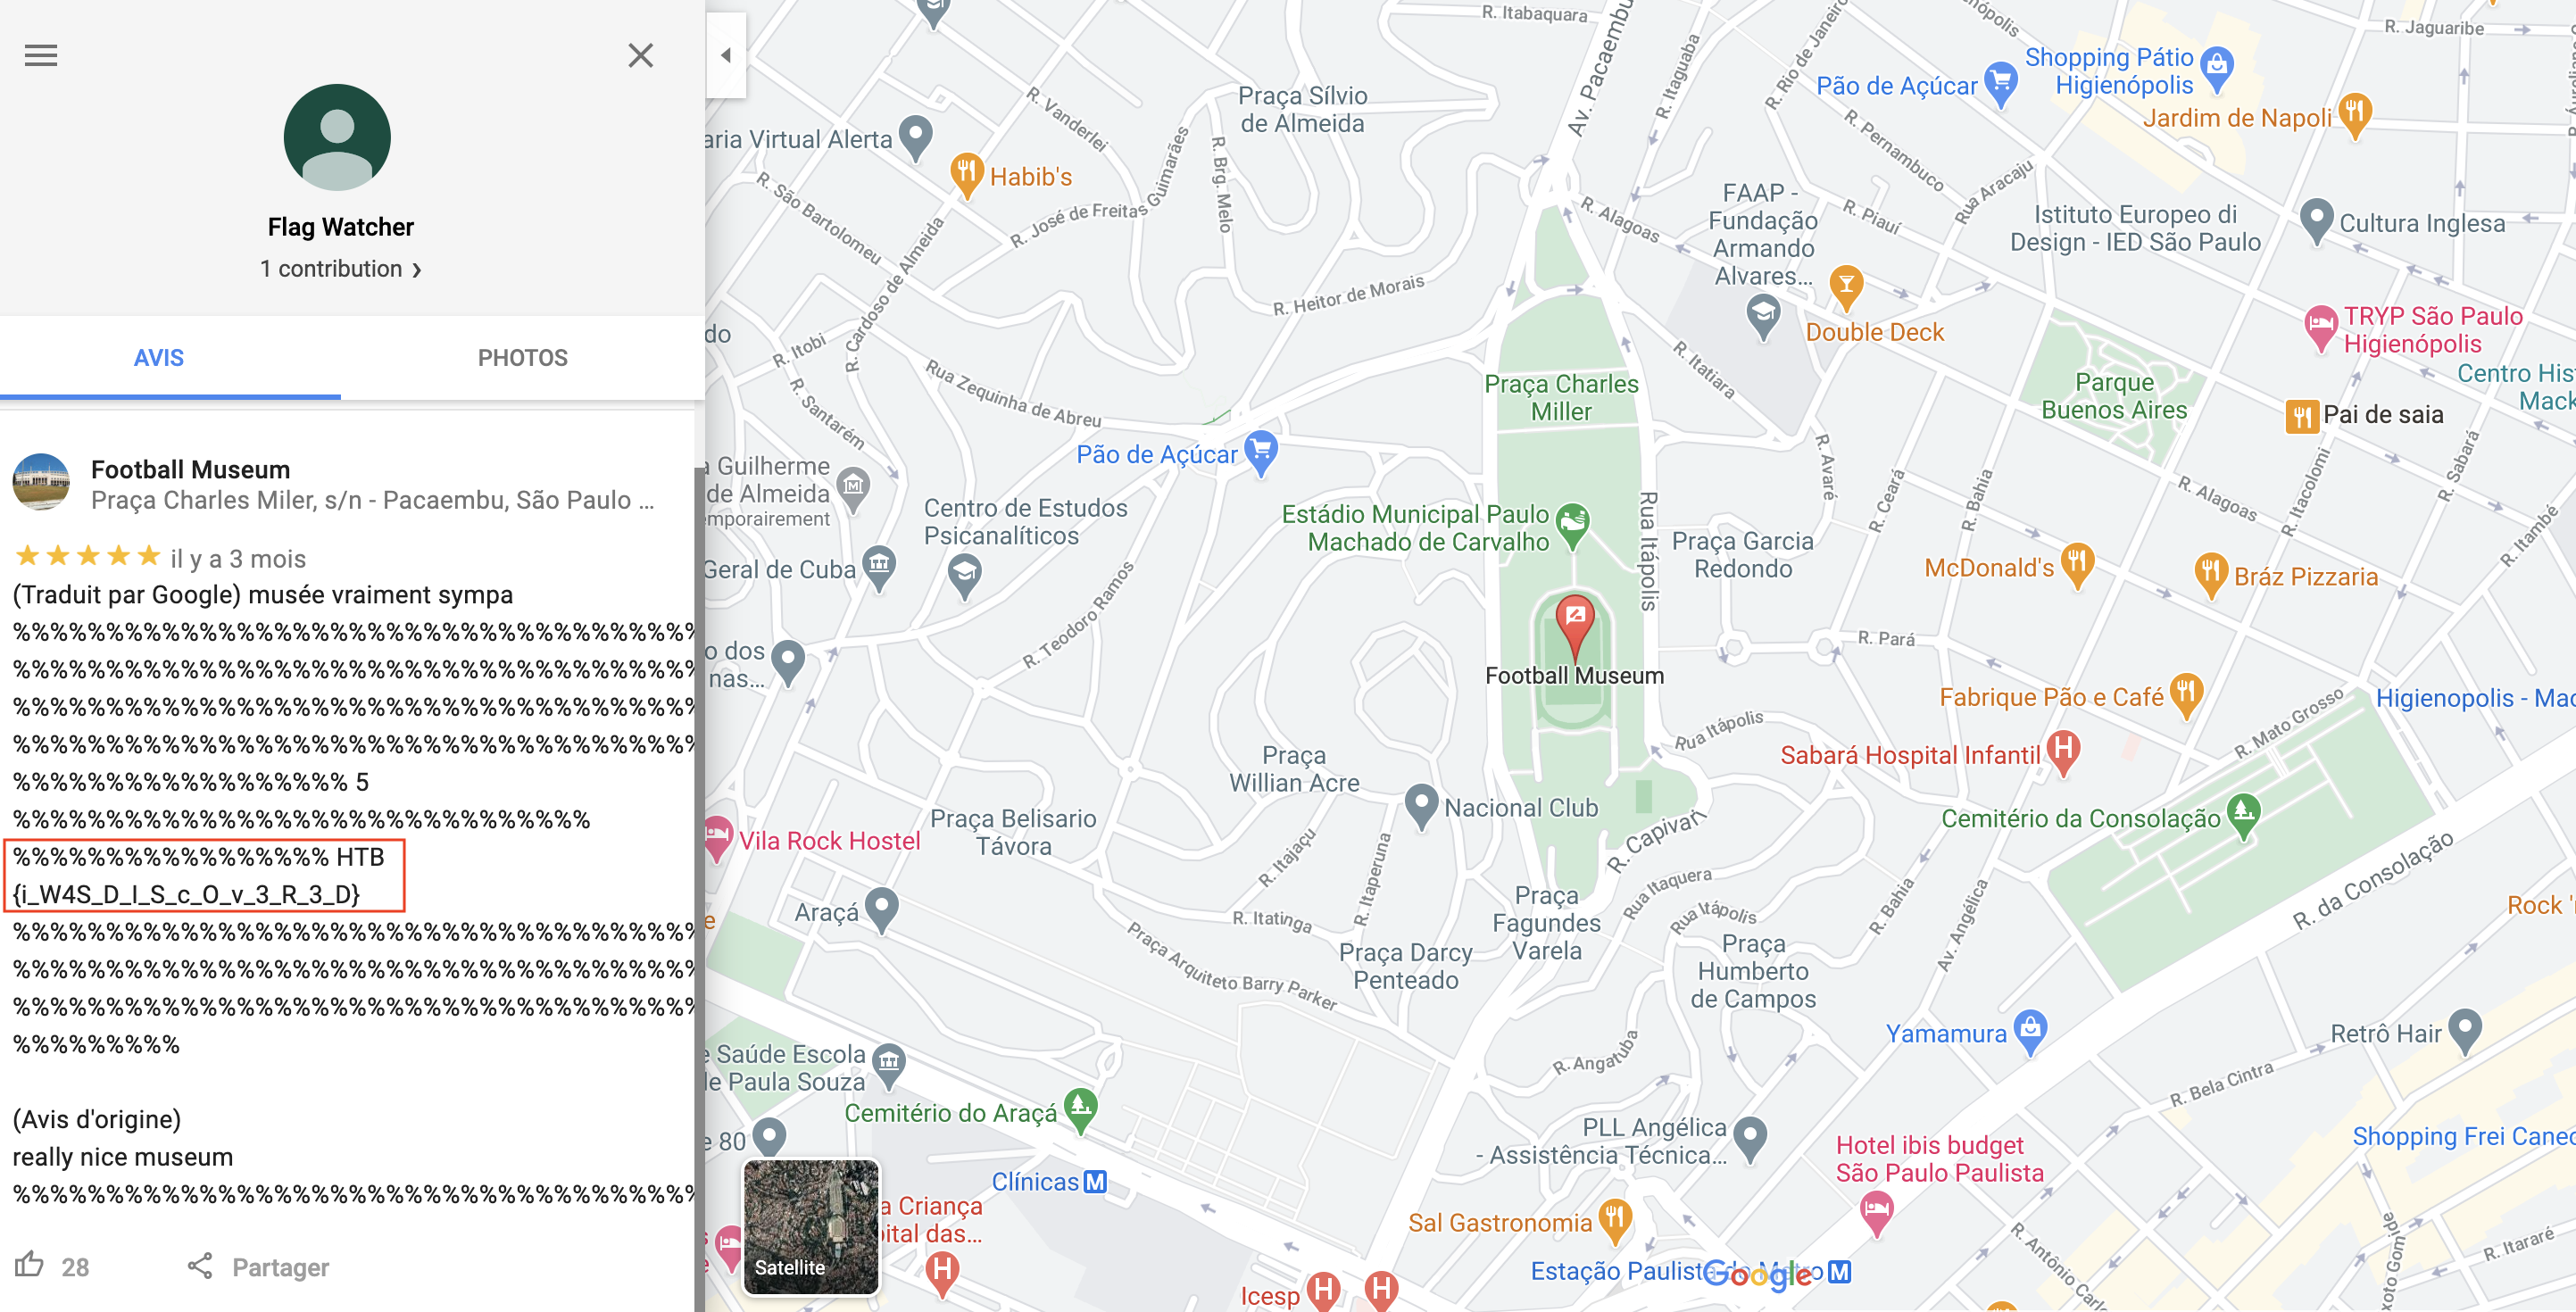 Flag Watcher
1 contribution ›
AVIS
PHOTOS
Football Museum
Praça Charles Miler, s/n - Pacaembu, São Paulo ...
il y a 3 mois
(Traduit par Google) musée vraiment sympa
%%%%%%%%%%%%%%%%%%%%%%%%%%%%%%%%%%%%%
%%%%%%%%%%%%%%%%%%%%%%%%%%%%%%%%%%%%%
%%%%%%%%%%%%%%%%%%%%%%%%%%%%%%%%%%%%%
%%%%%%%%%%%%%%%%%%%%%%%%%%%%%%%%%%%%%
%%%%%%%%%%%%%%%%%% 5
%%%%%%%%%%%%%%%%%%%%%%%%%%%%%%%
%%%%%%%%%%%%%%%%% HTB
{i_W4S_D_I_S_c_O_v_3_R_3_D}
%%%%%%%%%%%%%%%%%%%%%%%%%%%%%%%%%%%%%
%%%%%%%%%%%%%%%%%%%%%%%%%%%%%%%%%%%%%
%%%%%%%%%%%%%%%%%%%%%%%%%%%%%%%%%%%%%
%%%%%%%%%
(Avis d'origine)
really nice museum
%%%%%%%%%%%%%%%%%%%%%%%%%%%%%%%%%%%%%
28
Partager
R. Itabaquara
Av. Pacaembu
R. Itaguaba
R. Rio de Janeiro
R. Jaguaribe
Shopping Pátio
Higienópolis
Pão de Açúcar
Jardim de Napoli
Praça Sílvio
de Almeida
R. Vanderlei
aria Virtual Alerta
Habib's
R. São Bartolomeu
R. José de Freitas Guimarães
R. Brg. Melo
R. Cardoso de Almeida
R. Heitor de Morais
R. Pernambuco
Rua Aracaju
R. Piauí
R. Alagoas
FAAP -
Fundação
Armando
Alvares...
Istituto Europeo di
Design - IED São Paulo
Cultura Inglesa
Double Deck
TRYP São Paulo
Higienópolis
Centro His
Mack
do
R. Itobi
R. Santarém
Rua Zequinha de Abreu
R. Itatiara
Praça Charles
Miller
Parque
Buenos Aires
Pai de saia
Pão de Açúcar
a Guilherme
de Almeida
emporairement
Centro de Estudos
Psicanalíticos
Geral de Cuba
Estádio Municipal Paulo
Machado de Carvalho
Rua Itápolis
R. Avaré
R. Ceará
R. Bahia
R. Alagoas
R. Itacolomi
R. Sabará
R. Itambé
Praça Garcia
Redondo
McDonald's
Bráz Pizzaria
o dos
nas...
R. Teodoro Ramos
Football Museum
R. Pará
Fabrique Pão e Café
Higienopolis - Mac
R. Mato Grosso
Rua Itápolis
Sabará Hospital Infantil
Praça
Willian Acre
Nacional Club
Vila Rock Hostel
Praça Belisario
Távora
R. Capivari
Cemitério da Consolação
R. da Consolação
R. Itajaçu
R. Itaperuna
R. Itatinga
Araçá
Praça
Fagundes
Varela
Rua Itaquera
Rua Itápolis
R. Bahia
Av. Angélica
Rock '
e
Praça Arquiteto Barry Parker
Praça Darcy
Penteado
Praça
Humberto
de Campos
Yamamura
Retrô Hair
R. Angatuba
R. Bela Cintra
e Saúde Escola
de Paula Souza
Cemitério do Araçá
e 80
PLL Angélica
- Assistência Técnica...
Hotel ibis budget
São Paulo Paulista
Shopping Frei Canec
Clínicas
M
a Criança
ital das...
Sal Gastronomia
R. Antônio Carlo
R. Itararé
Satellite
Estação Paulista do Metrô
M
Google
Icesp